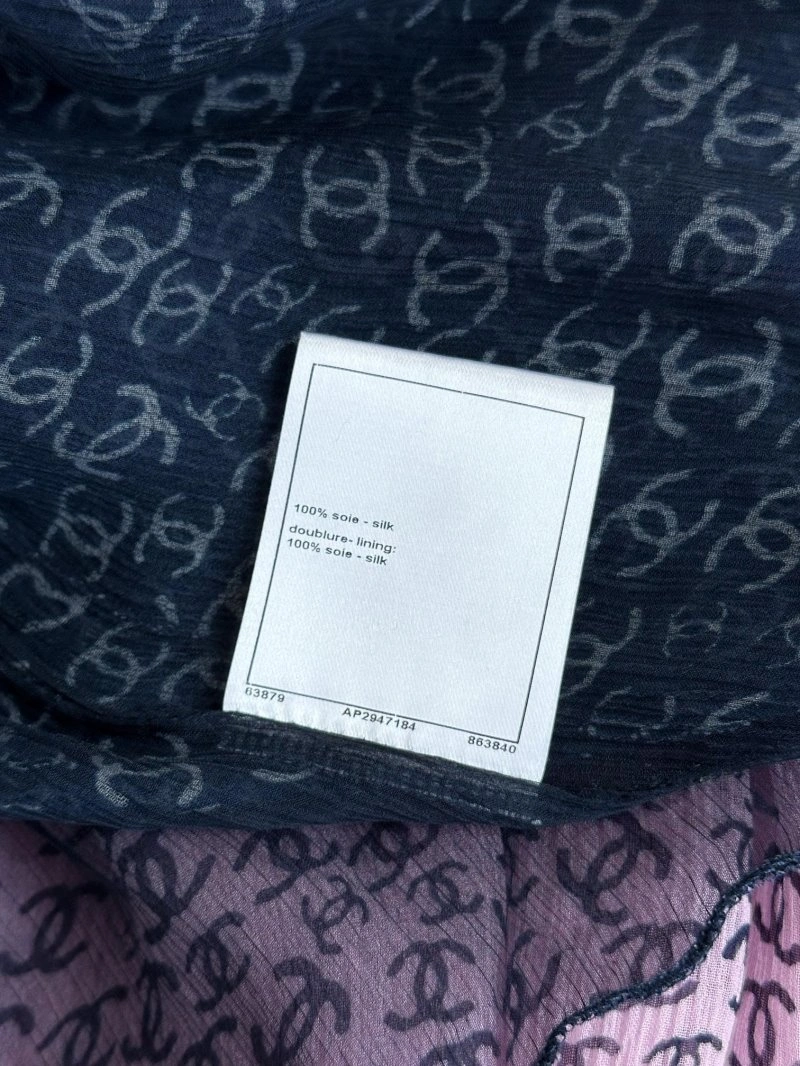 100% soie - silk
doublure- lining:
100% soie - silk
63879
AP2947184
863840